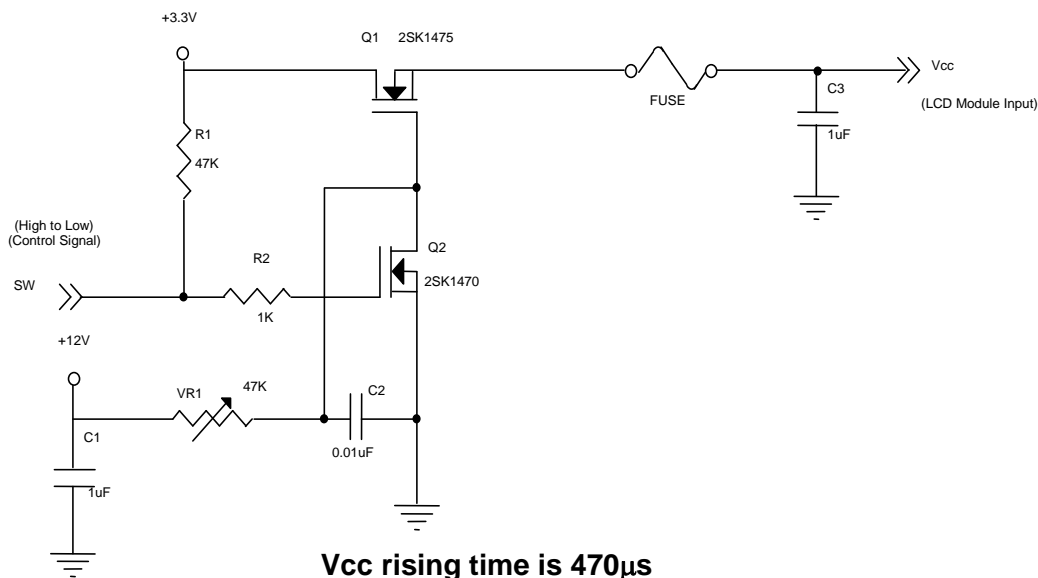 +3.3V
Q1 2SK1475
Vcc
FUSE
C3
(LCD Module Input)
1uF
R1
47K
(High to Low)
(Control Signal)
Q2
SW
R2
2SK1470
1K
+12V
VR1
47K
C2
C1
0.01uF
1uF
Vcc rising time is 470μs